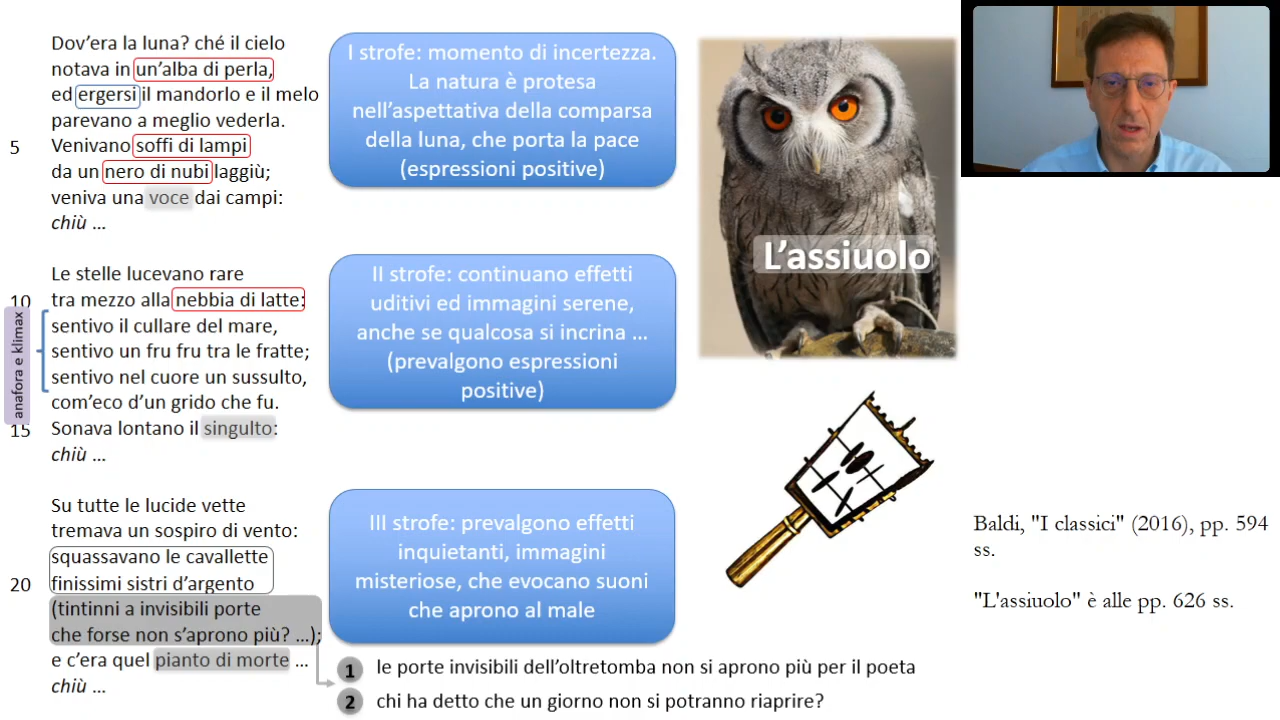 Dov'era la luna? ché il cielo
notava in un'alba di perla,
ed ergersi il mandorlo e il melo
parevano a meglio vederla.
5 Venivano soffi di lampi
da un nero di nubi laggiù;
veniva una voce dai campi:
chiù ...
Le stelle lucevano rare
10 tra mezzo alla nebbia di latte:
sentivo il cullare del mare,
sentivo un fru fru tra le fratte;
sentivo nel cuore un sussulto,
com'eco d'un grido che fu.
15 Sonava lontano il singulto:
chiù ...
anafora e klimax
Su tutte le lucide vette
tremava un sospiro di vento:
squassavano le cavallette
20 finissimi sistri d'argento
(tintinni a invisibili porte
che forse non s'aprono più? ...);
e c'era quel pianto di morte ...
chiù ...
I strofe: momento di incertezza.
La natura è protesa
nell'aspettativa della comparsa
della luna, che porta la pace
(espressioni positive)
II strofe: continuano effetti
uditivi ed immagini serene,
anche se qualcosa si incrina ...
(prevalgono espressioni
positive)
III strofe: prevalgono effetti
inquietanti, immagini
misteriose, che evocano suoni
che aprono al male
1 le porte invisibili dell'oltretomba non si aprono più per il poeta
2 chi ha detto che un giorno non si potranno riaprire?
L'assiuolo
Baldi, "I classici" (2016), pp. 594
ss.
"L'assiuolo" è alle pp. 626 ss.